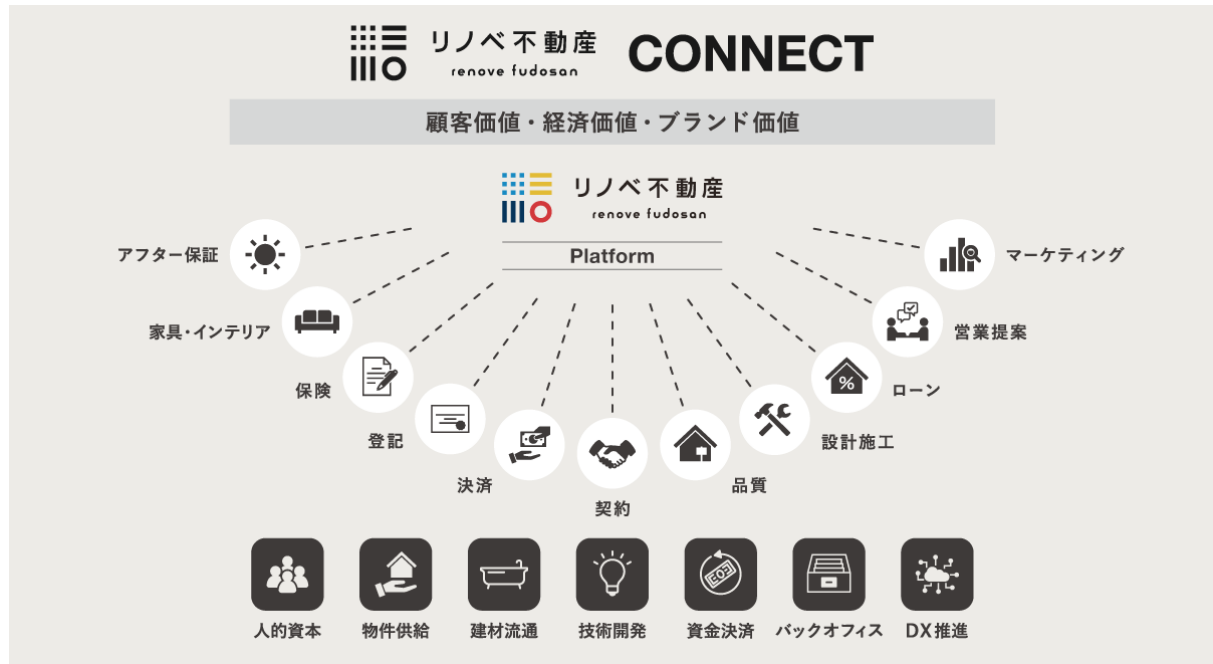 リノベ不動産 CONNECT
renove fudosan
顧客価値・経済価値・ブランド価値
リノベ不動産
renove fudosan
Platform
アフター保証
マーケティング
家具・インテリア
営業提案
保険
%
ローン
登記
設計施工
決済
品質
契約
人的資本
物件供給
建材流通
技術開発
資金決済
バックオフィス
DX推進